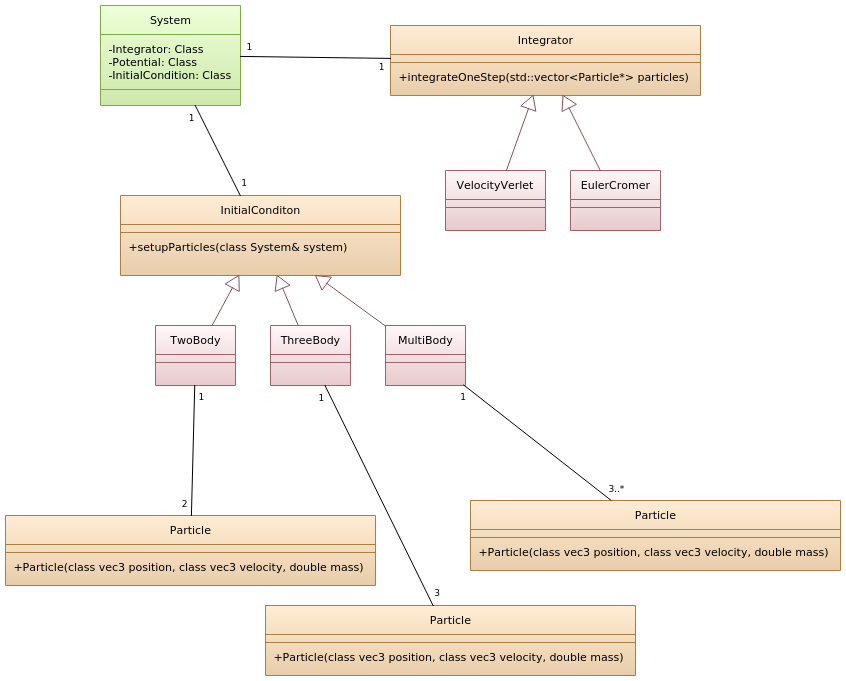 System
-Integrator: Class
-Potential: Class
-InitialCondition: Class
1
1
Integrator
+integrateOneStep(std::vector<Particle*> particles)
1
1
InitialConditon
+setupParticles(class System& system)
VelocityVerlet
EulerCromer
TwoBody
ThreeBody
MultiBody
1
1
1
2
3
3..*
Particle
+Particle(class vec3 position, class vec3 velocity, double mass)
Particle
+Particle(class vec3 position, class vec3 velocity, double mass)
Particle
+Particle(class vec3 position, class vec3 velocity, double mass)